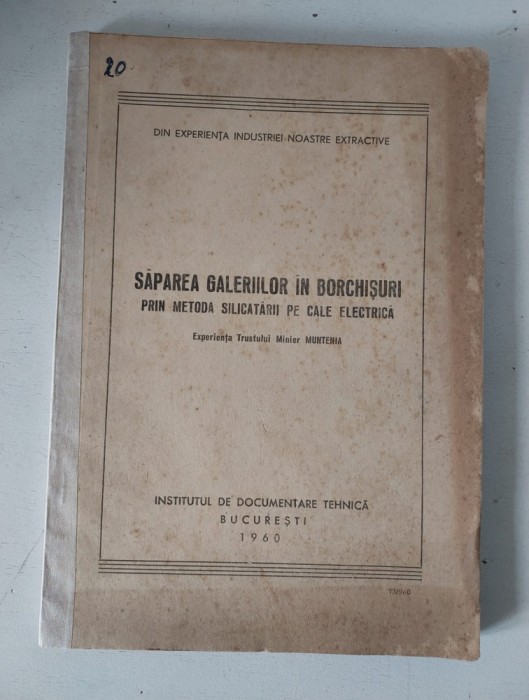 20
DIN EXPERIENȚA INDUSTRIEI NOASTRE EXTRACTIVE
SĂPAREA GALERIILOR ÎN BORCHIȘURI
PRIN METODA SILICATĂRII PE CALE ELECTRICĂ
Experiența Trustului Minier MUNTENIA
INSTITUTUL DE DOCUMENTARE TEHNICĂ
BUCUREȘTI
1960